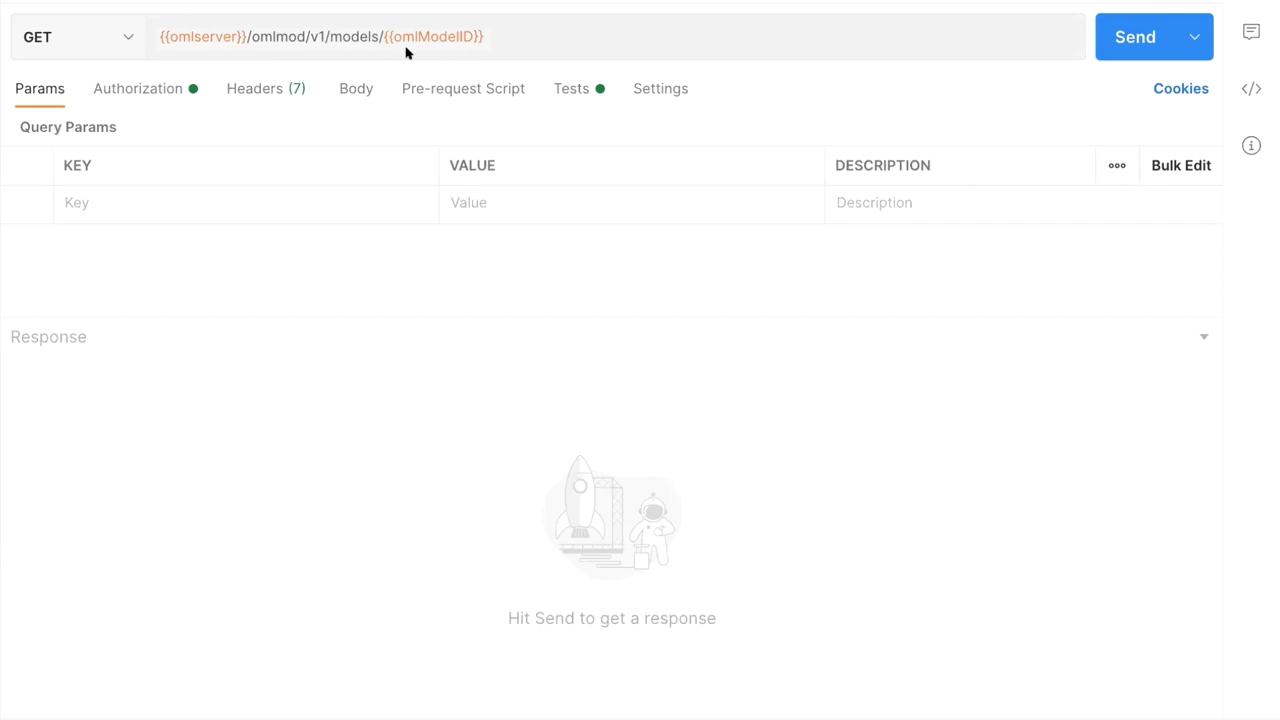 GET {{omlserver}}/omlmod/v1/models/{{omlModelID}} Send
Params Authorization Headers (7) Body Pre-request Script Tests Settings Cookies
Query Params
KEY VALUE DESCRIPTION ooo Bulk Edit
Key Value Description
Response
Hit Send to get a response